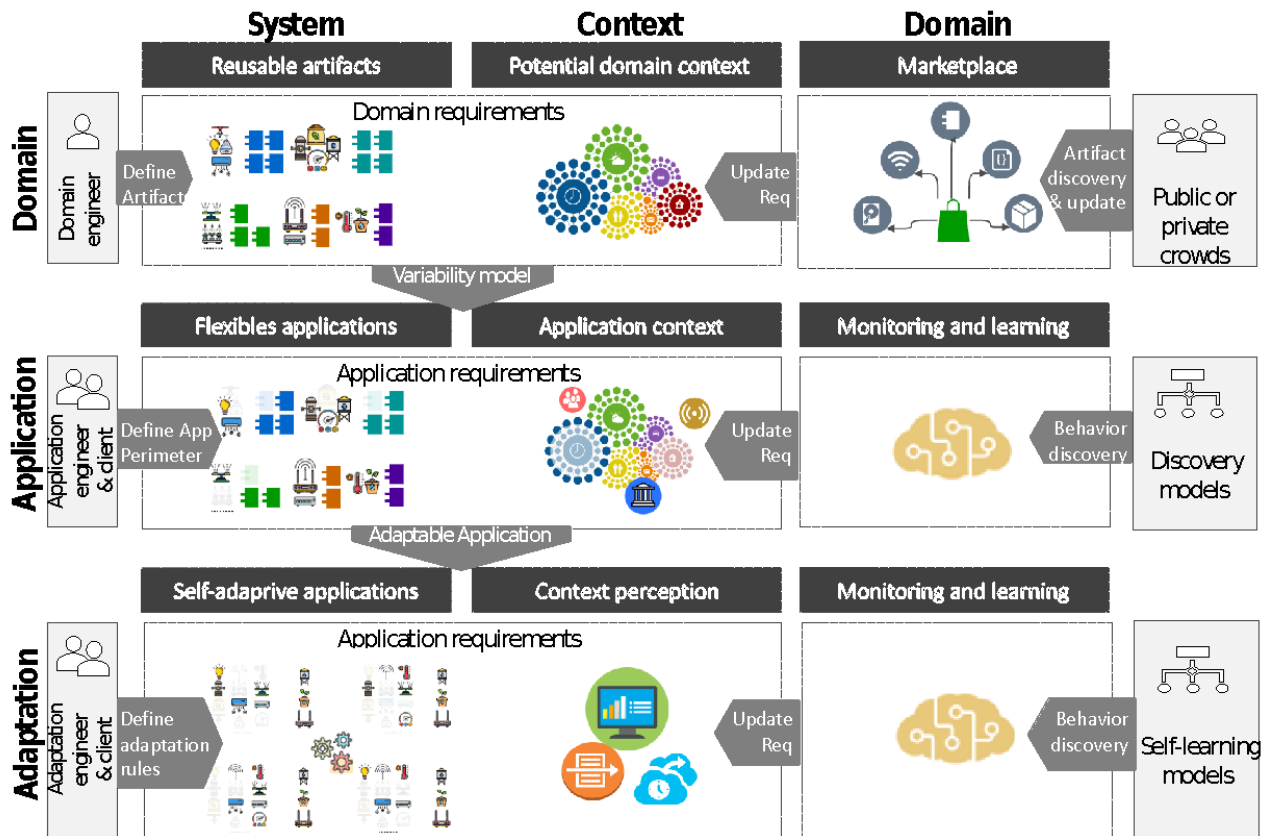 System
Context
Domain
Reusable artifacts
Potential domain context
Marketplace
Domain
Domain
engineer
Define
Artifact
Domain requirements
Update
Req
Artifact
discovery
& update
Public or
private
crowds
Variability model
Flexibles applications
Application context
Monitoring and learning
Application
Application
engineer
& client
Define App
Perimeter
Application requirements
Update
Req
Behavior
discovery
Discovery
models
Adaptable Application
Self-adaprive applications
Context perception
Monitoring and learning
Adaptation
Adaptation
engineer
& client
Define
adaptation
rules
Application requirements
Update
Req
Behavior
discovery
Self-learning
models